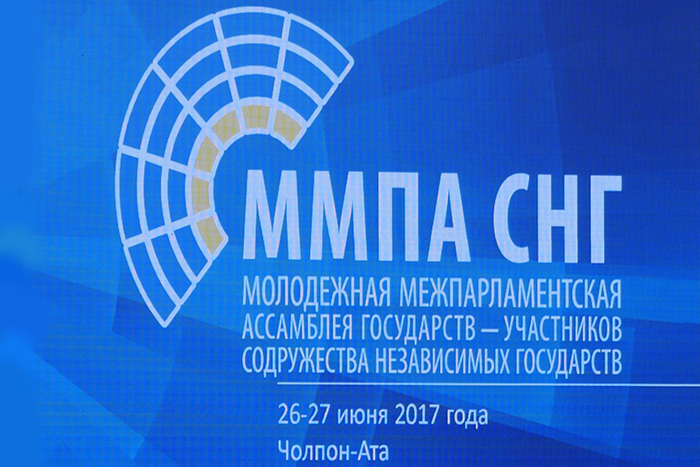 ММПА СНГ
МОЛОДЕЖНАЯ МЕЖПАРЛАМЕНТСКАЯ
АССАМБЛЕЯ ГОСУДАРСТВ — УЧАСТНИКОВ
СОДРУЖЕСТВА НЕЗАВИСИМЫХ ГОСУДАРСТВ
26-27 июня 2017 года
Чолпон-Ата